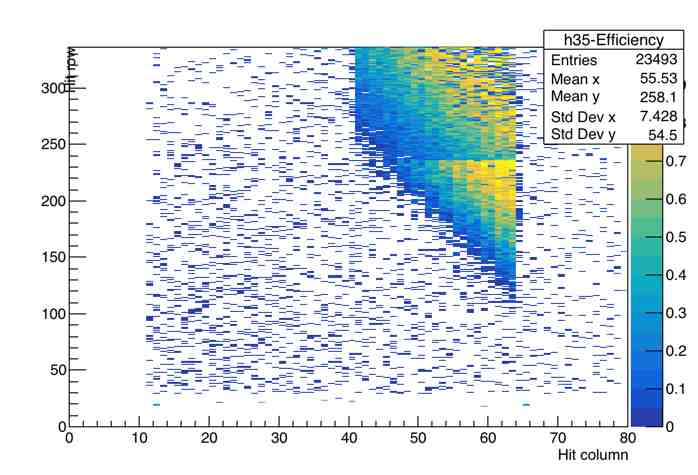 h35-Efficiency
Entries 23493
Mean x 55.53
Mean y 258.1
Std Dev x 7.428
Std Dev y 54.5
300
250
200
150
100
50
0
0 10 20 30 40 50 60 70 80
Hit column
0.7
0.6
0.5
0.4
0.3
0.2
0.1
0